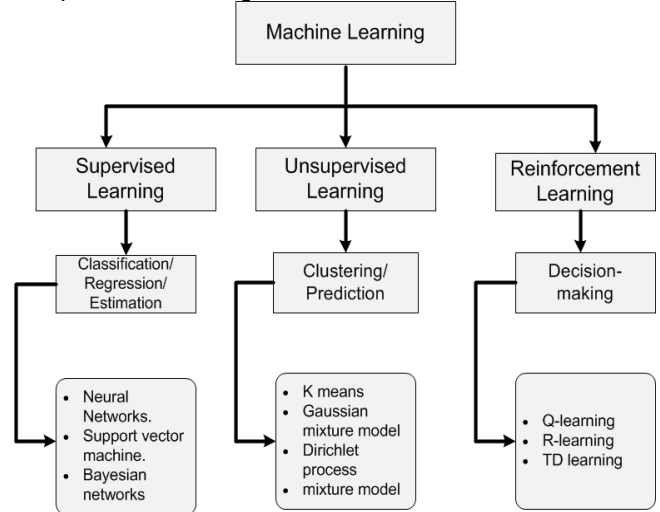 Machine Learning
Supervised
Learning
Unsupervised
Learning
Reinforcement
Learning
Classification/
Regression/
Estimation
Clustering/
Prediction
Decision-
making
• Neural
Networks.
• Support vector
machine.
• Bayesian
networks
• K means
• Gaussian
mixture model
• Dirichlet
process
• mixture model
• Q-learning
• R-learning
• TD learning